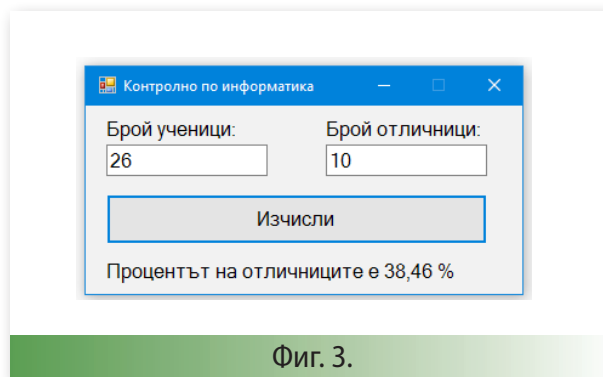 Контролно по информатика
Брой ученици: Брой отличници:
26 10
Изчисли
Процентът на отличниците е 38,46 %
Фиг. 3.